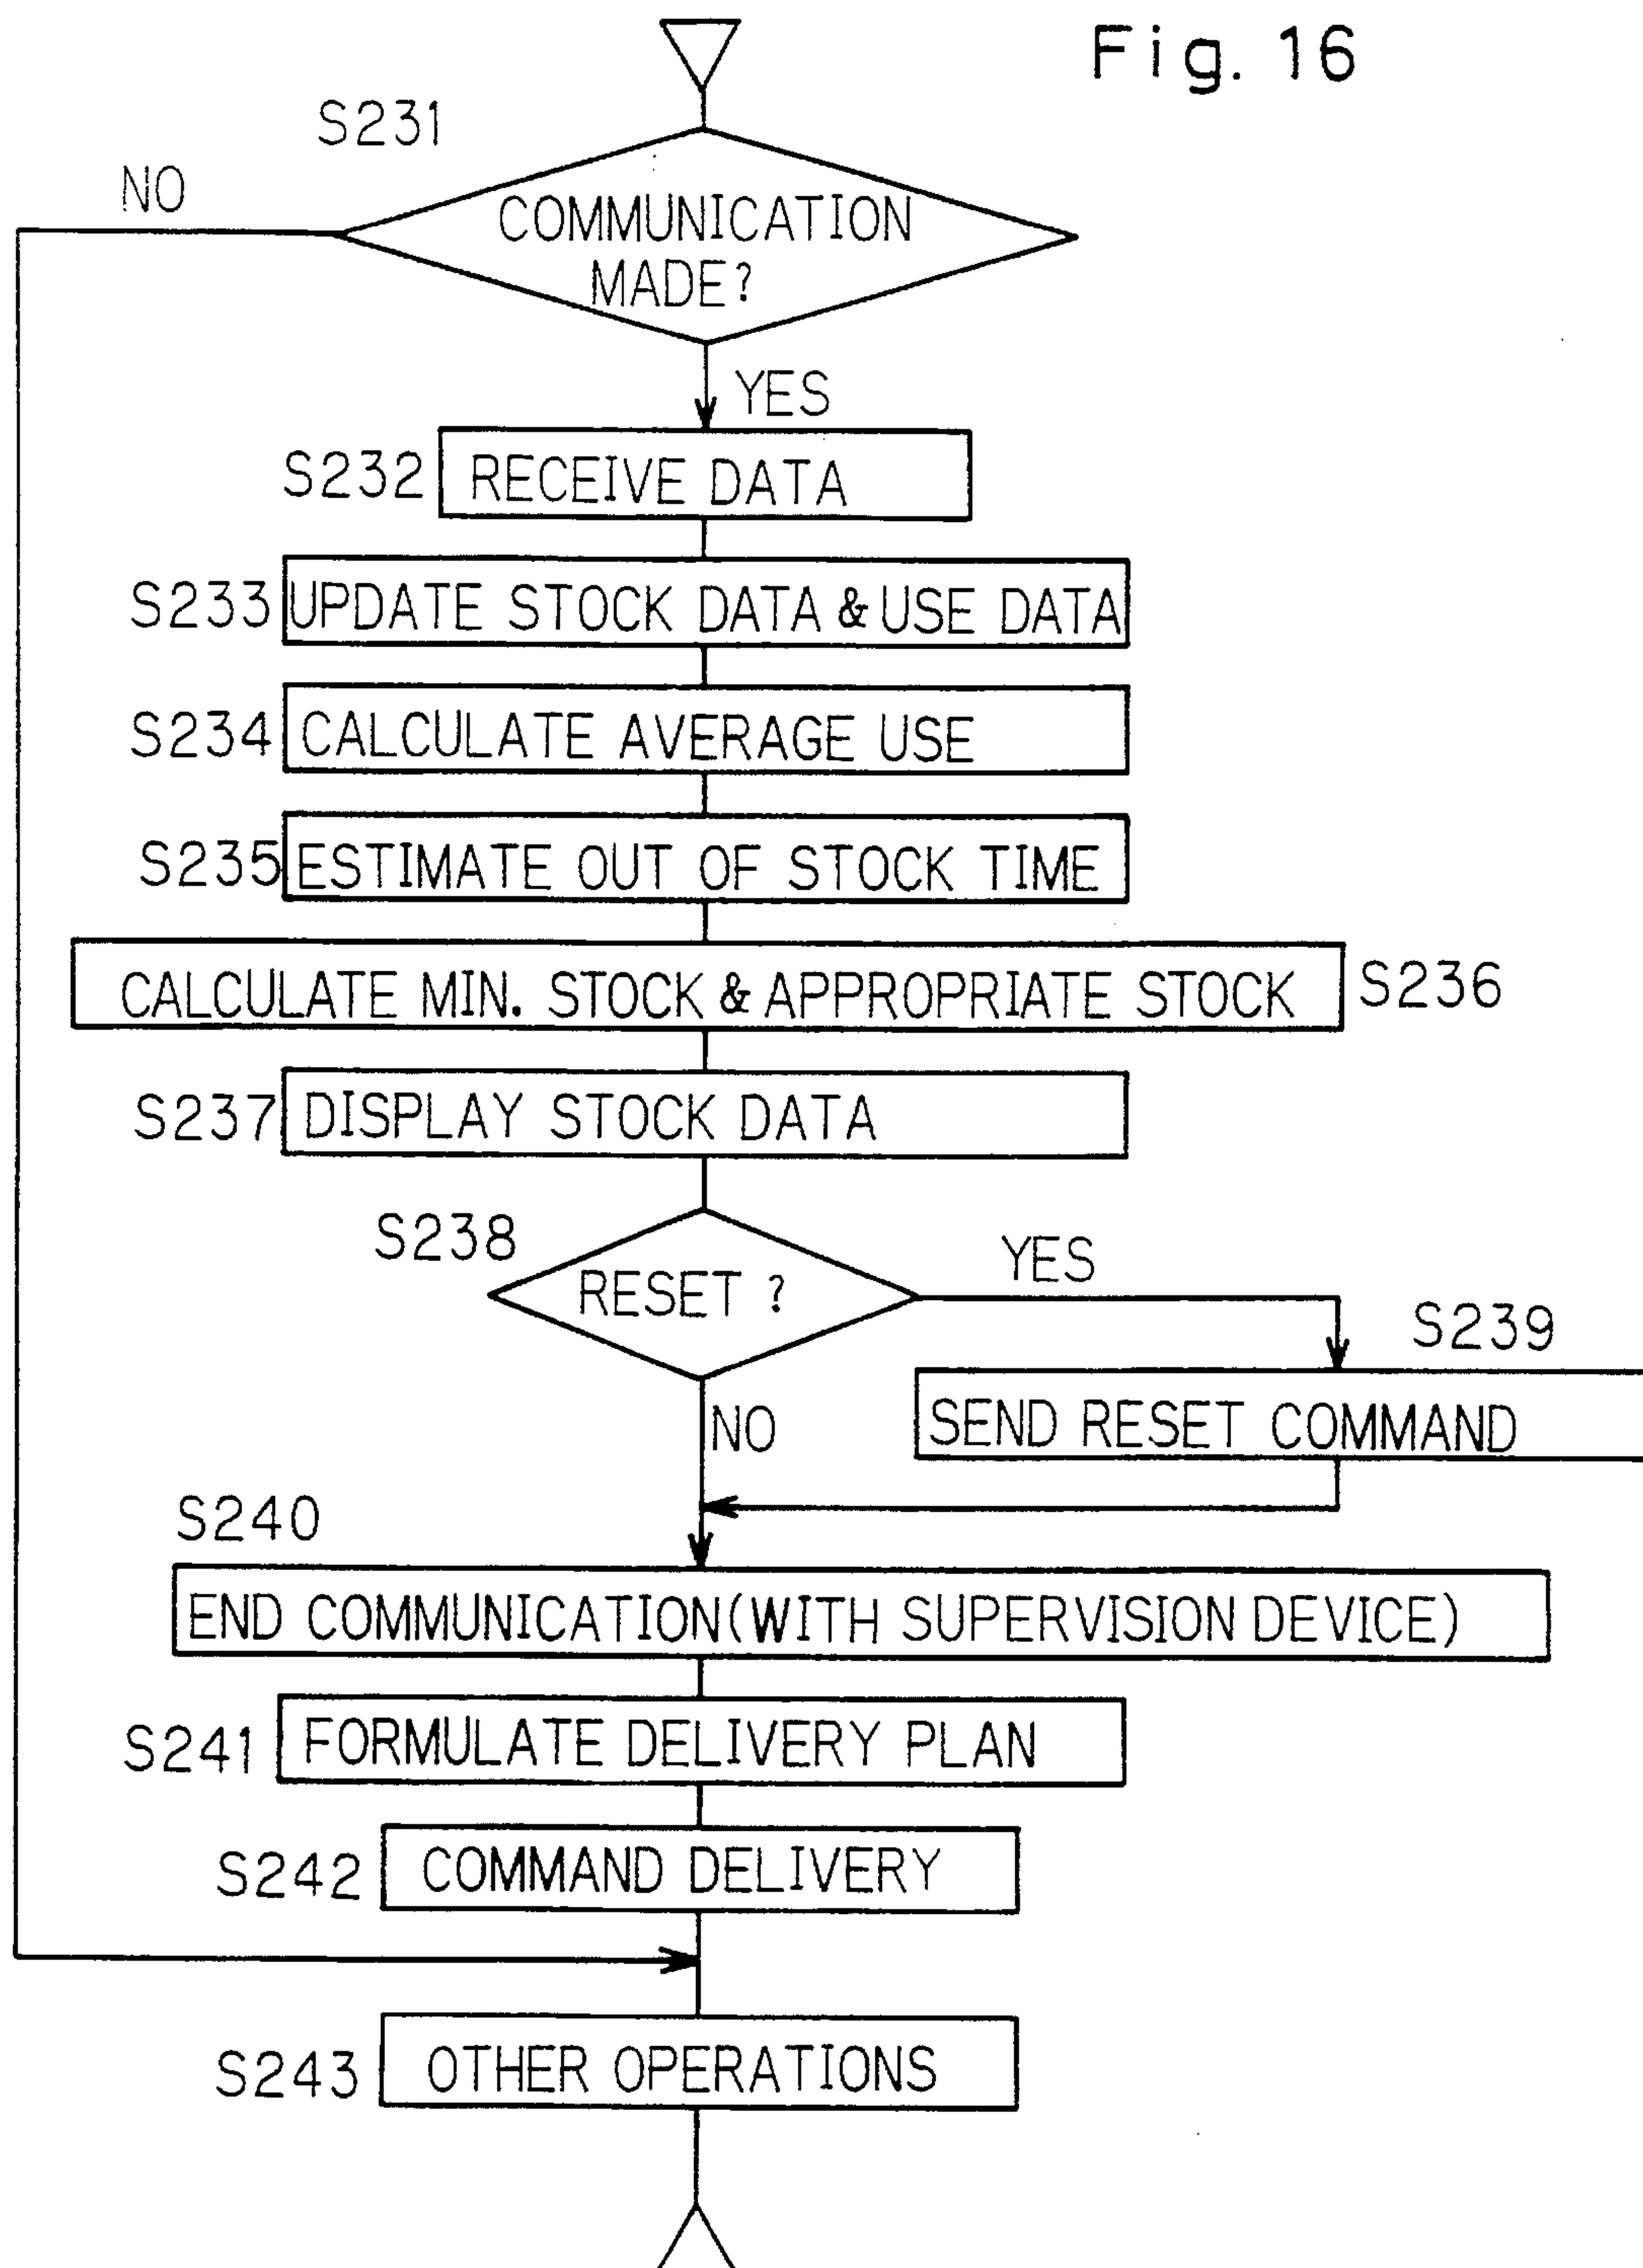 Fig. 16
S231
NO
COMMUNICATION
MADE?
YES
S232
RECEIVE DATA
S233
UPDATE STOCK DATA & USE DATA
S234
CALCULATE AVERAGE USE
S235
ESTIMATE OUT OF STOCK TIME
CALCULATE MIN. STOCK & APPROPRIATE STOCK
S236
S237
DISPLAY STOCK DATA
S238
RESET ?
YES
S239
SEND RESET COMMAND
NO
S240
END COMMUNICATION(WITH SUPERVISION DEVICE)
S241
FORMULATE DELIVERY PLAN
S242
COMMAND DELIVERY
S243
OTHER OPERATIONS